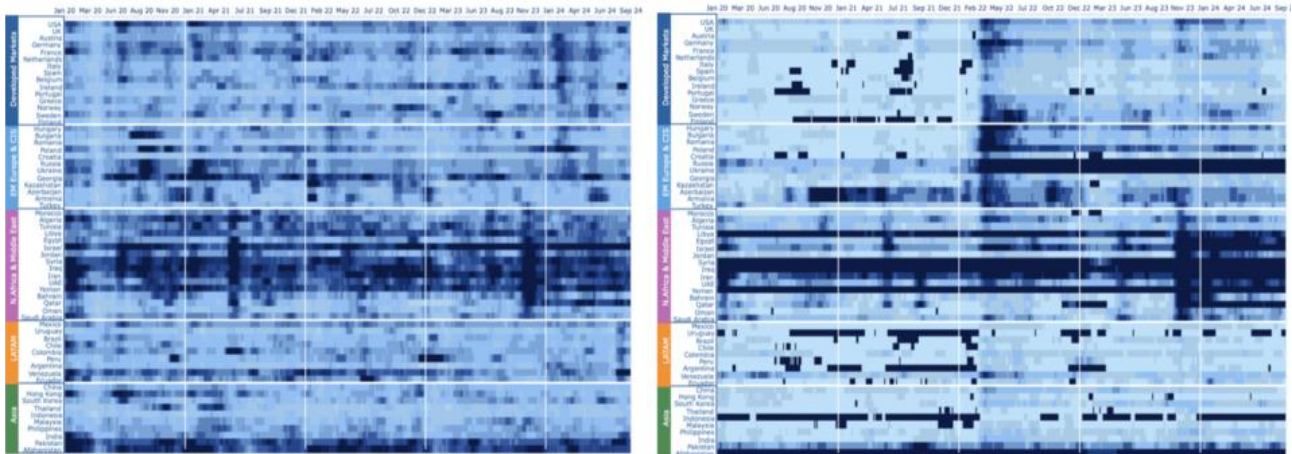 Jan 20 Mar 20 Jun 20 Aug 20 Nov 20 Jan 21 Apr 21 Jul 21 Sep 21 Dec 21 Feb 22 May 22 Jul 22 Oct 22 Dec 22 Mar 23 Jun 23 Aug 23 Nov 23 Jan 24 Apr 24 Jun 24 Sep 24
Developed Markets
USA
UK
Austria
Germany
France
Netherlands
Italy
Spain
Belgium
Ireland
Portugal
Greece
Norway
Sweden
Finland
EM Europe & CIS
Hungary
Bulgaria
Romania
Poland
Croatia
Russia
Ukraine
Georgia
Kazakhstan
Azerbaijan
Armenia
Turkey
N.Africa & Middle East
Morocco
Algeria
Tunisia
Libya
Egypt
Israel
Jordan
Syria
Iraq
Iran
UAE
Yemen
Bahrain
Qatar
Oman
Saudi Arabia
LATAM
Mexico
Uruguay
Brazil
Chile
Colombia
Peru
Argentina
Venezuela
Ecuador
Asia
China
Hong Kong
South Korea
Thailand
Indonesia
Malaysia
Philippines
India
Pakistan
Afghanistan
Jan 20 Mar 20 Jun 20 Aug 20 Nov 20 Jan 21 Apr 21 Jul 21 Sep 21 Dec 21 Feb 22 May 22 Jul 22 Oct 22 Dec 22 Mar 23 Jun 23 Aug 23 Nov 23 Jan 24 Apr 24 Jun 24 Sep
Developed Markets
USA
UK
Austria
Germany
France
Netherlands
Italy
Spain
Belgium
Ireland
Portugal
Greece
Norway
Sweden
Finland
EM Europe & CIS
Hungary
Bulgaria
Romania
Poland
Croatia
Russia
Ukraine
Georgia
Kazakhstan
Azerbaijan
Armenia
Turkey
N.Africa & Middle East
Morocco
Algeria
Tunisia
Libya
Egypt
Israel
Jordan
Syria
Iraq
Iran
UAE
Yemen
Bahrain
Qatar
Oman
Saudi Arabia
LATAM
Mexico
Uruguay
Brazil
Chile
Colombia
Peru
Argentina
Venezuela
Ecuador
Asia
China
Hong Kong
South Korea
Thailand
Indonesia
Malaysia
Philippines
India
Pakistan
Afghanistan